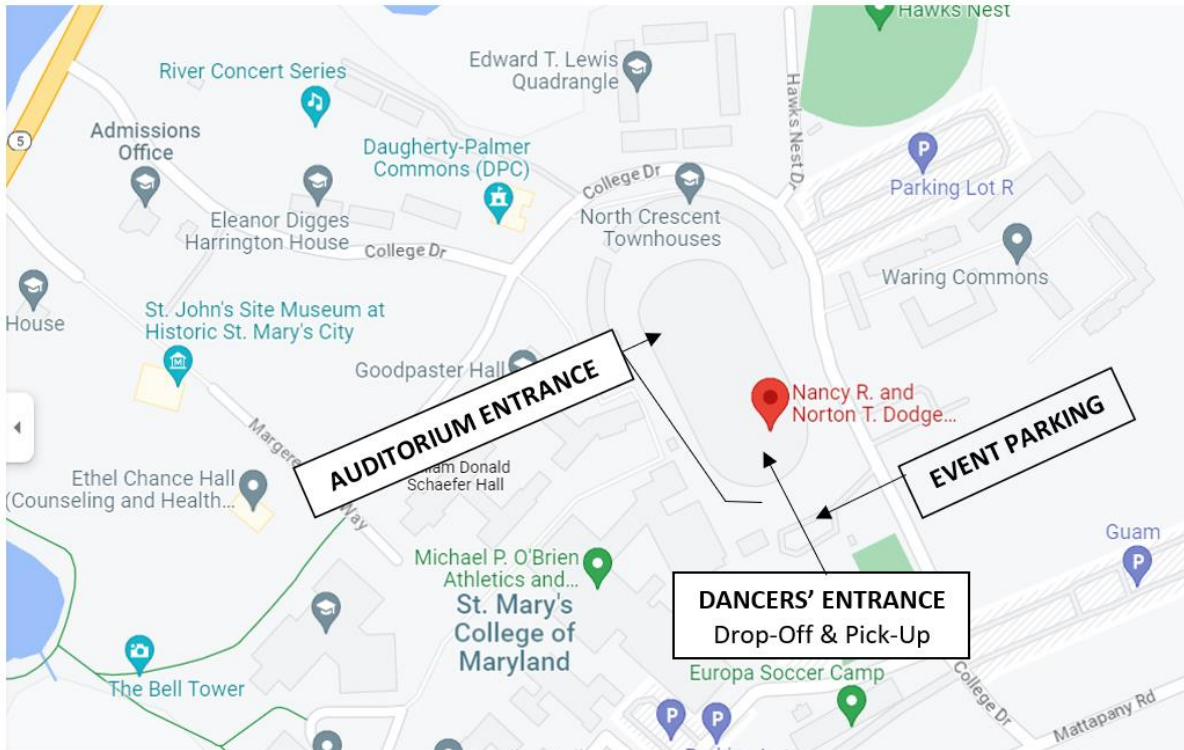 Hawks Nest
River Concert Series
Edward T. Lewis
Quadrangle
5
Admissions
Office
Daugherty-Palmer
Commons (DPC)
Hawks Nest Dr
P
Parking Lot R
College Dr
Eleanor Digges
Harrington House
North Crescent
Townhouses
College Dr
Waring Commons
House
St. John's Site Museum at
Historic St. Mary's City
M
Goodpaster Hall
AUDITORIUM ENTRANCE
Nancy R. and
Norton T. Dodge...
EVENT PARKING
Ethel Chance Hall
(Counseling and Health...
Way
Schaefer Hall
Michael P. O'Brien
Athletics and...
Guam
P
St. Mary's
College of
Maryland
DANCERS' ENTRANCE
Drop-Off & Pick-Up
The Bell Tower
Europa Soccer Camp
College Dr
Mattapany Rd
P
P